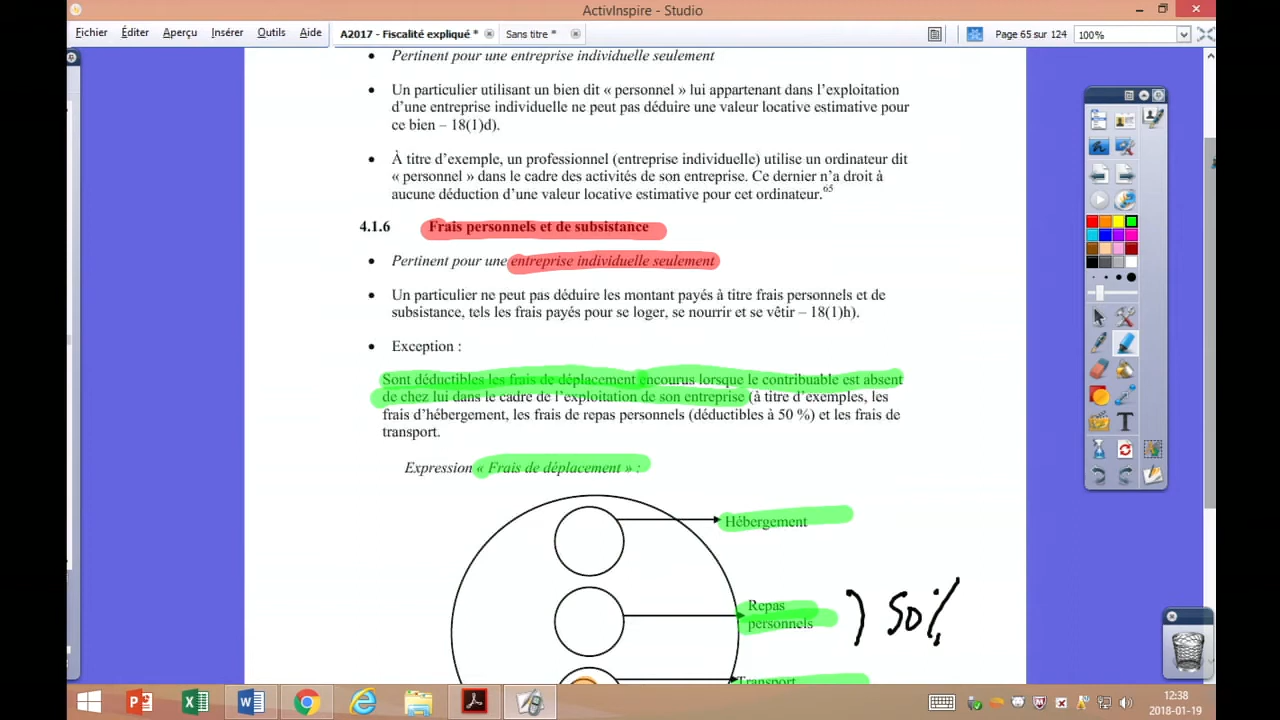 ActivInspire - Studio
Fichier Éditer Aperçu Insérer Outils Aide
A2017 - Fiscalité expliqué * Sans titre * Page 65 sur 124 100%
• Pertinent pour une entreprise individuelle seulement
• Un particulier utilisant un bien dit « personnel » lui appartenant dans l’exploitation
d’une entreprise individuelle ne peut pas déduire une valeur locative estimative pour
ce bien – 18(1)d).
• À titre d’exemple, un professionnel (entreprise individuelle) utilise un ordinateur dit
« personnel » dans le cadre des activités de son entreprise. Ce dernier n’a droit à
aucune déduction d’une valeur locative estimative pour cet ordinateur.65
4.1.6 Frais personnels et de subsistance
• Pertinent pour une entreprise individuelle seulement
• Un particulier ne peut pas déduire les montant payés à titre frais personnels et de
subsistance, tels les frais payés pour se loger, se nourrir et se vêtir – 18(1)h).
• Exception :
Sont déductibles les frais de déplacement encourus lorsque le contribuable est absent
de chez lui dans le cadre de l’exploitation de son entreprise (à titre d’exemples, les
frais d’hébergement, les frais de repas personnels (déductibles à 50 %) et les frais de
transport.
Expression « Frais de déplacement » :
Hébergement
Repas
personnels
) 50%
Transport
12:38
2018-01-19